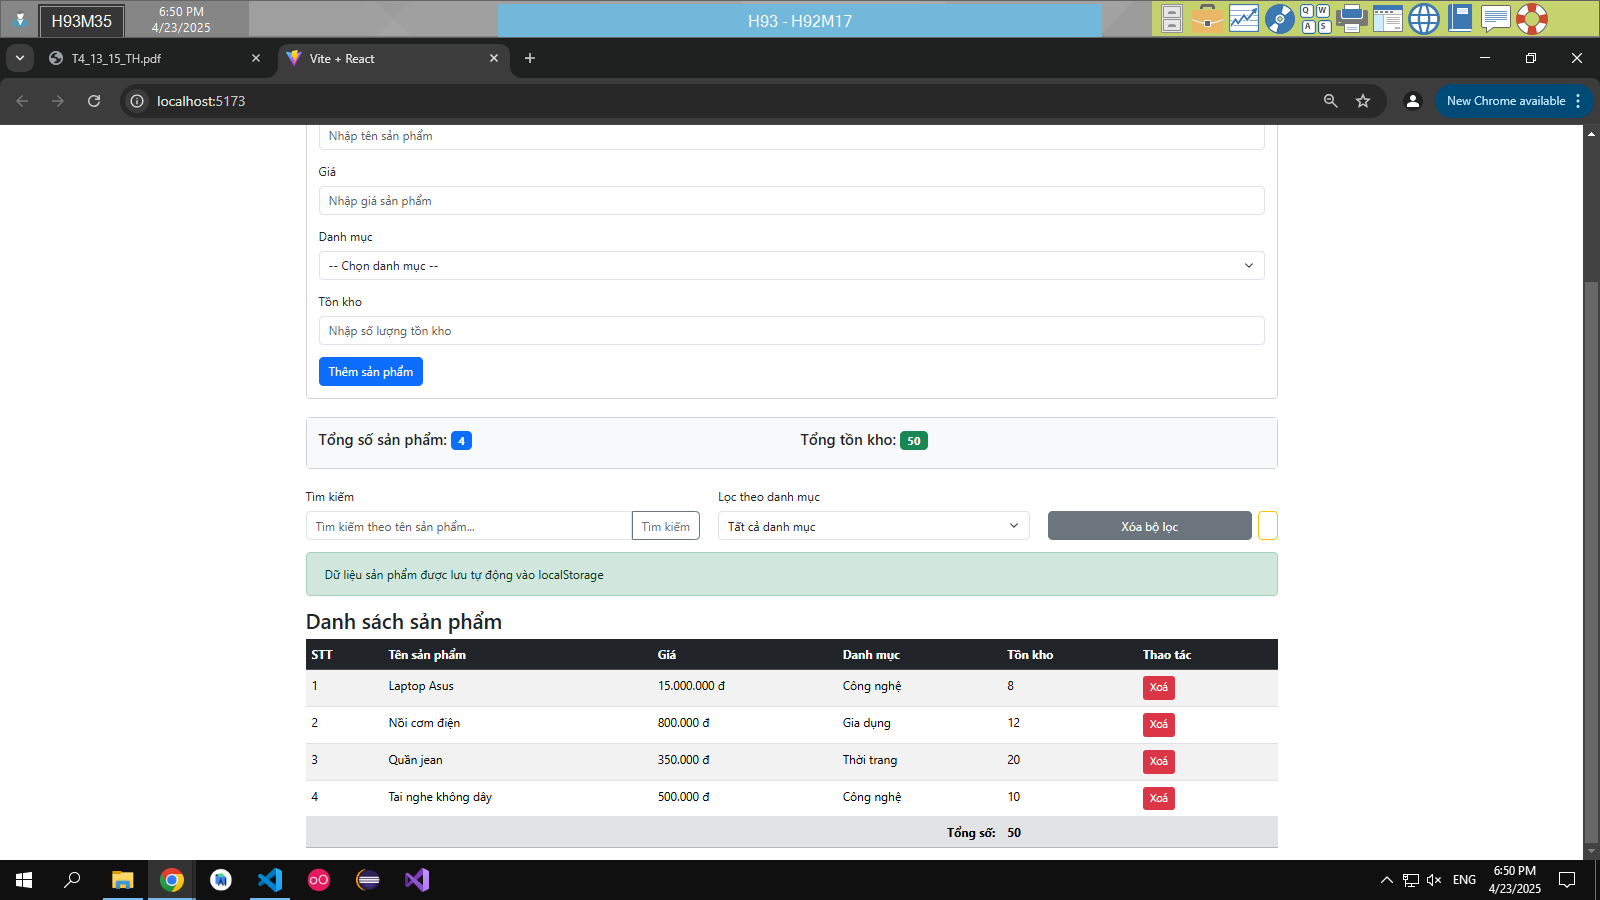 H93M35
6:50 PM
4/23/2025
H93 - H92M17
Q W
A S
T4_13_15_TH.pdf
Vite + React
localhost:5173
New Chrome available
Nhập tên sản phẩm
Giá
Nhập giá sản phẩm
Danh mục
-- Chọn danh mục --
Tồn kho
Nhập số lượng tồn kho
Thêm sản phẩm
Tổng số sản phẩm: 4
Tổng tồn kho: 50
Tìm kiếm
Lọc theo danh mục
Tìm kiếm theo tên sản phẩm...
Tìm kiếm
Tất cả danh mục
Xóa bộ lọc
Dữ liệu sản phẩm được lưu tự động vào localStorage
Danh sách sản phẩm
STT Tên sản phẩm Giá Danh mục Tồn kho Thao tác
1 Laptop Asus 15.000.000 đ Công nghệ 8 Xoá
2 Nồi cơm điện 800.000 đ Gia dụng 12 Xoá
3 Quần jean 350.000 đ Thời trang 20 Xoá
4 Tai nghe không dây 500.000 đ Công nghệ 10 Xoá
Tổng số: 50
ENG
6:50 PM
4/23/2025